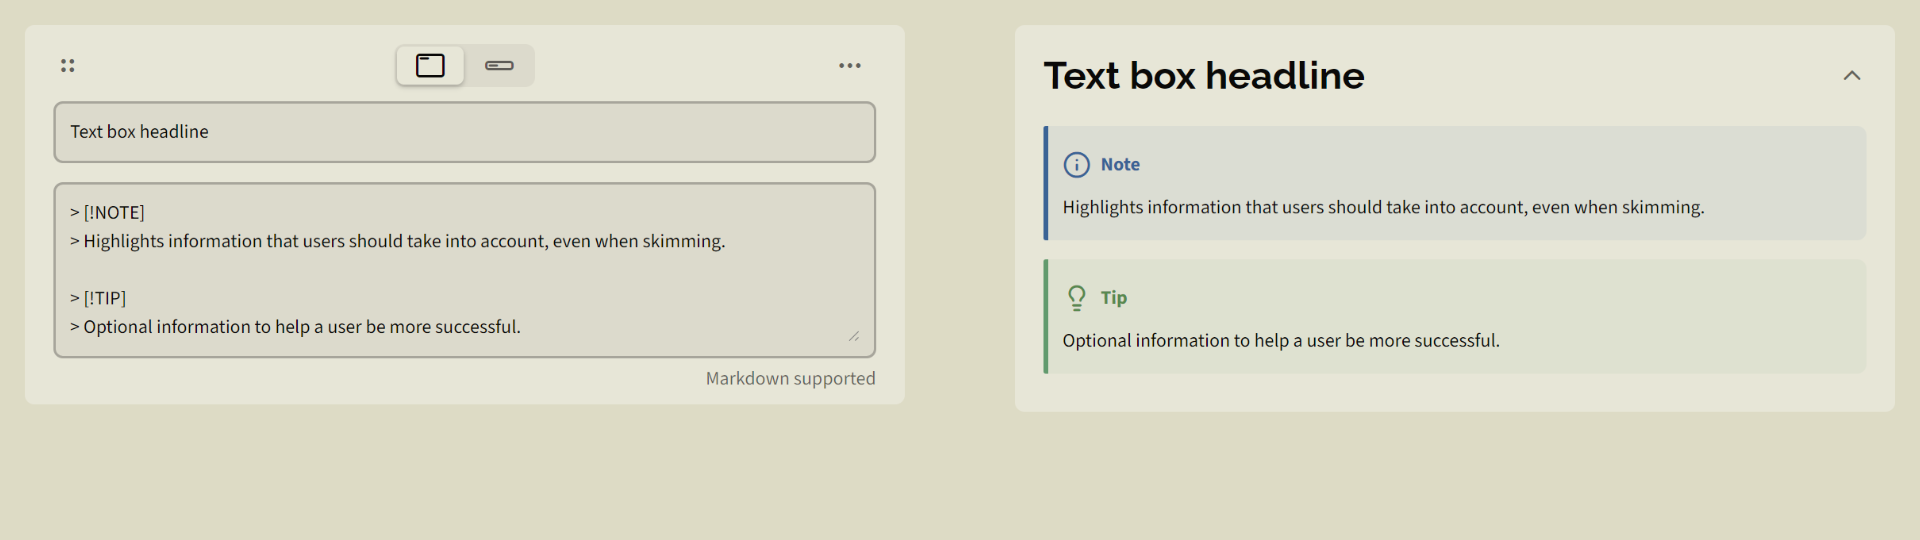 Text box headline
> [!NOTE]
> Highlights information that users should take into account, even when skimming.
> [!TIP]
> Optional information to help a user be more successful.
Markdown supported
Text box headline
Note
Highlights information that users should take into account, even when skimming.
Tip
Optional information to help a user be more successful.